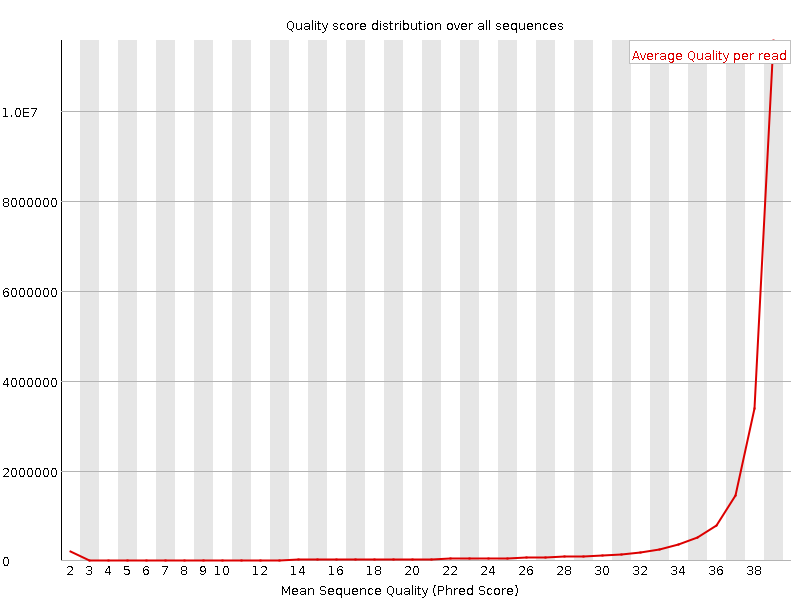 Quality score distribution over all sequences
Average Quality per read
1.0E7
8000000
6000000
4000000
2000000
0
2 3 4 5 6 7 8 9 10 12 14 16 18 20 22 24 26 28 30 32 34 36 38
Mean Sequence Quality (Phred Score)